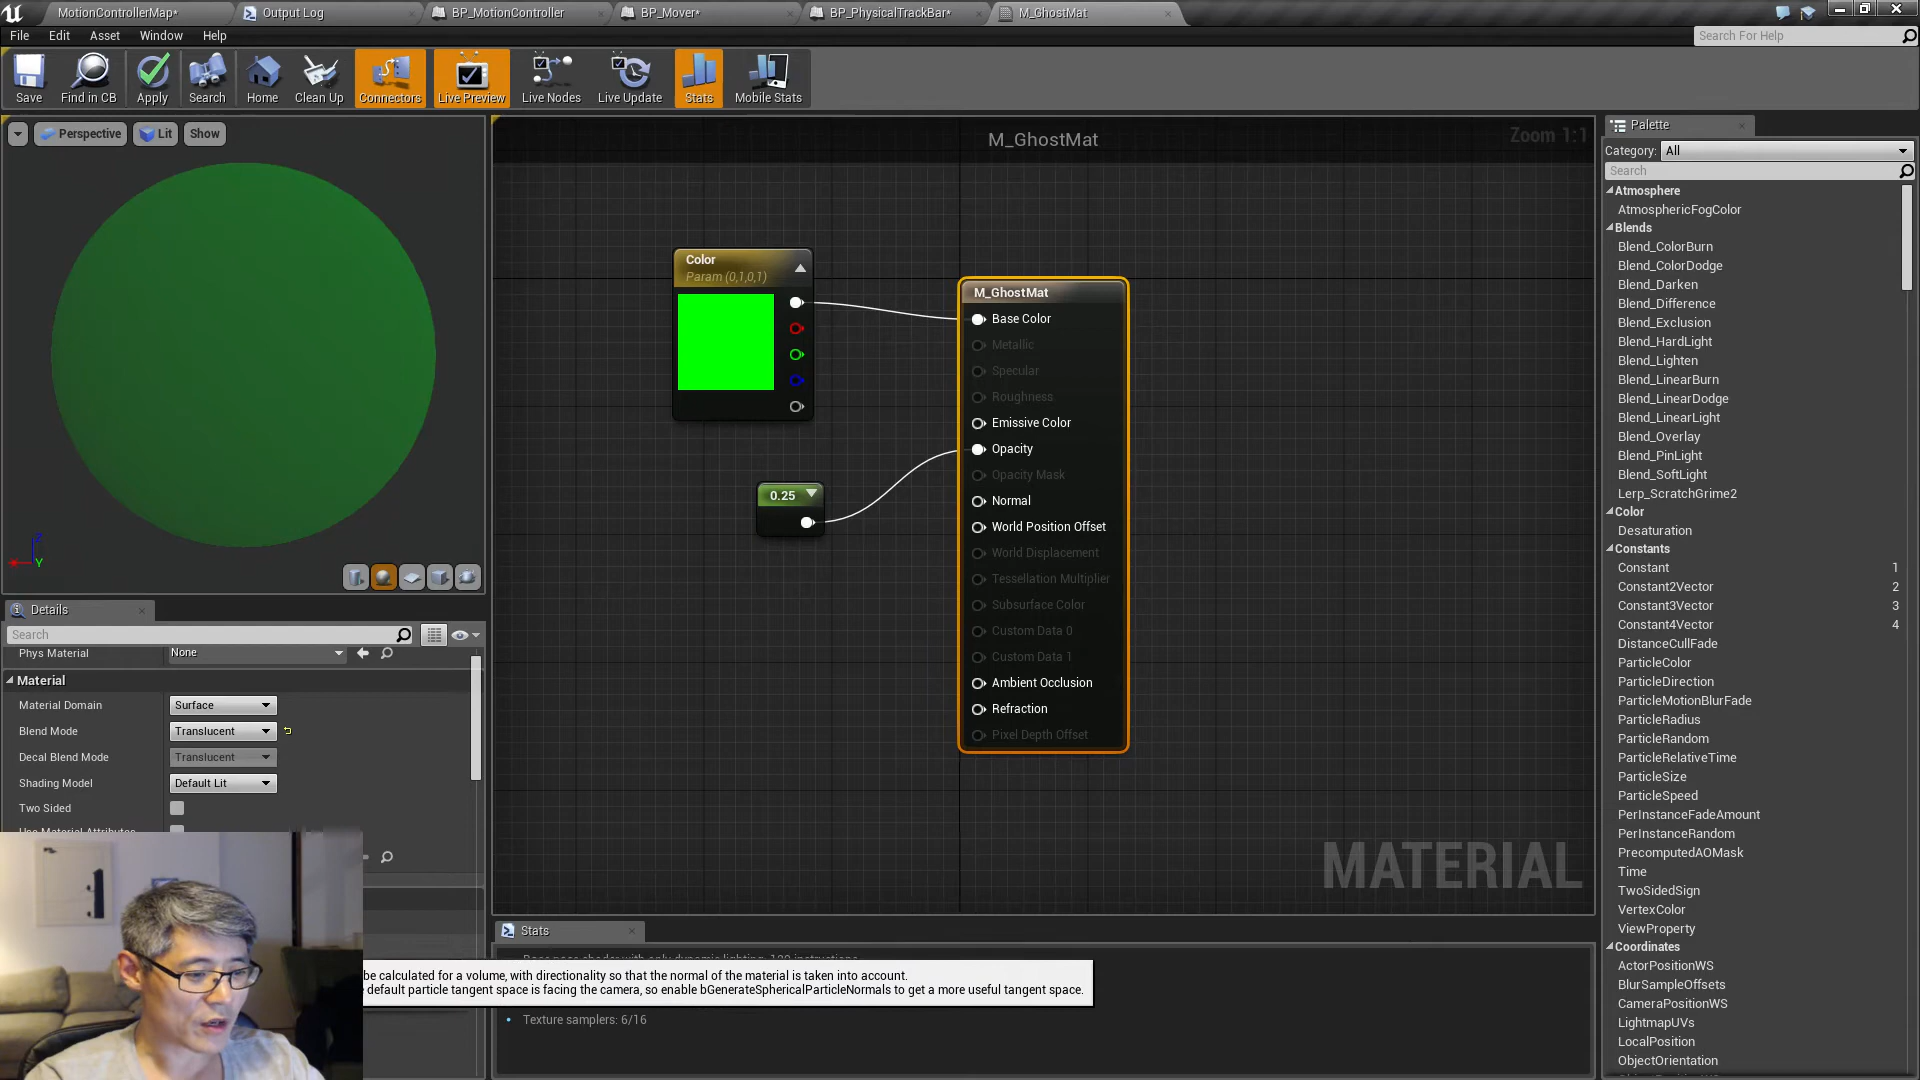 MotionControllerMap*
Output Log
BP_MotionController
BP_Mover*
BP_PhysicalTrackBar*
M_GhostMat
File Edit Asset Window Help
Search For Help
Save
Find in CB
Apply
Search
Home
Clean Up
Connectors
Live Preview
Live Nodes
Live Update
Stats
Mobile Stats
Perspective Lit Show
M_GhostMat
Zoom 1:1
Color
Param (0,1,0,1)
0.25
M_GhostMat
Base Color
Metallic
Specular
Roughness
Emissive Color
Opacity
Opacity Mask
Normal
World Position Offset
World Displacement
Tessellation Multiplier
Subsurface Color
Custom Data 0
Custom Data 1
Ambient Occlusion
Refraction
Pixel Depth Offset
MATERIAL
Z
Y
Details
Search
Phys Material None
Material
Material Domain Surface
Blend Mode Translucent
Decal Blend Mode Translucent
Shading Model Default Lit
Two Sided
Use Material Attributes
Stats
Base pass shader with only dynamic lighting: 120 instructions
be calculated for a volume, with directionality so that the normal of the material is taken into account.
default particle tangent space is facing the camera, so enable bGenerateSphericalParticleNormals to get a more useful tangent space.
Texture samplers: 6/16
Palette
Category: All
Search
Atmosphere
AtmosphericFogColor
Blends
Blend_ColorBurn
Blend_ColorDodge
Blend_Darken
Blend_Difference
Blend_Exclusion
Blend_HardLight
Blend_Lighten
Blend_LinearBurn
Blend_LinearDodge
Blend_LinearLight
Blend_Overlay
Blend_PinLight
Blend_SoftLight
Lerp_ScratchGrime2
Color
Desaturation
Constants
Constant 1
Constant2Vector 2
Constant3Vector 3
Constant4Vector 4
DistanceCullFade
ParticleColor
ParticleDirection
ParticleMotionBlurFade
ParticleRadius
ParticleRandom
ParticleRelativeTime
ParticleSize
ParticleSpeed
PerInstanceFadeAmount
PerInstanceRandom
PrecomputedAOMask
Time
TwoSidedSign
VertexColor
ViewProperty
Coordinates
ActorPositionWS
BlurSampleOffsets
CameraPositionWS
LightmapUVs
LocalPosition
ObjectOrientation